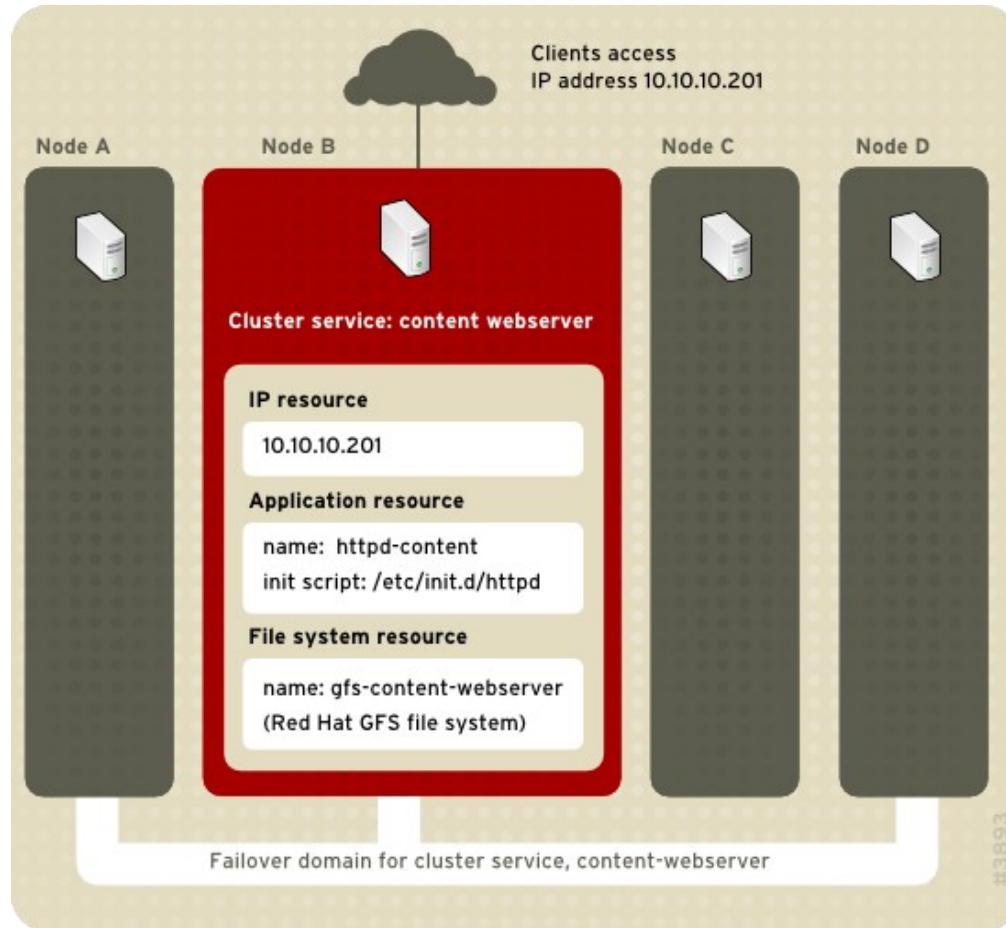 Clients access
IP address 10.10.10.201
Node A
Node B
Node C
Node D
Cluster service: content webserver
IP resource
10.10.10.201
Application resource
name: httpd-content
init script: /etc/init.d/httpd
File system resource
name: gfs-content-webserver
(Red Hat GFS file system)
Failover domain for cluster service, content-webserver
#3893